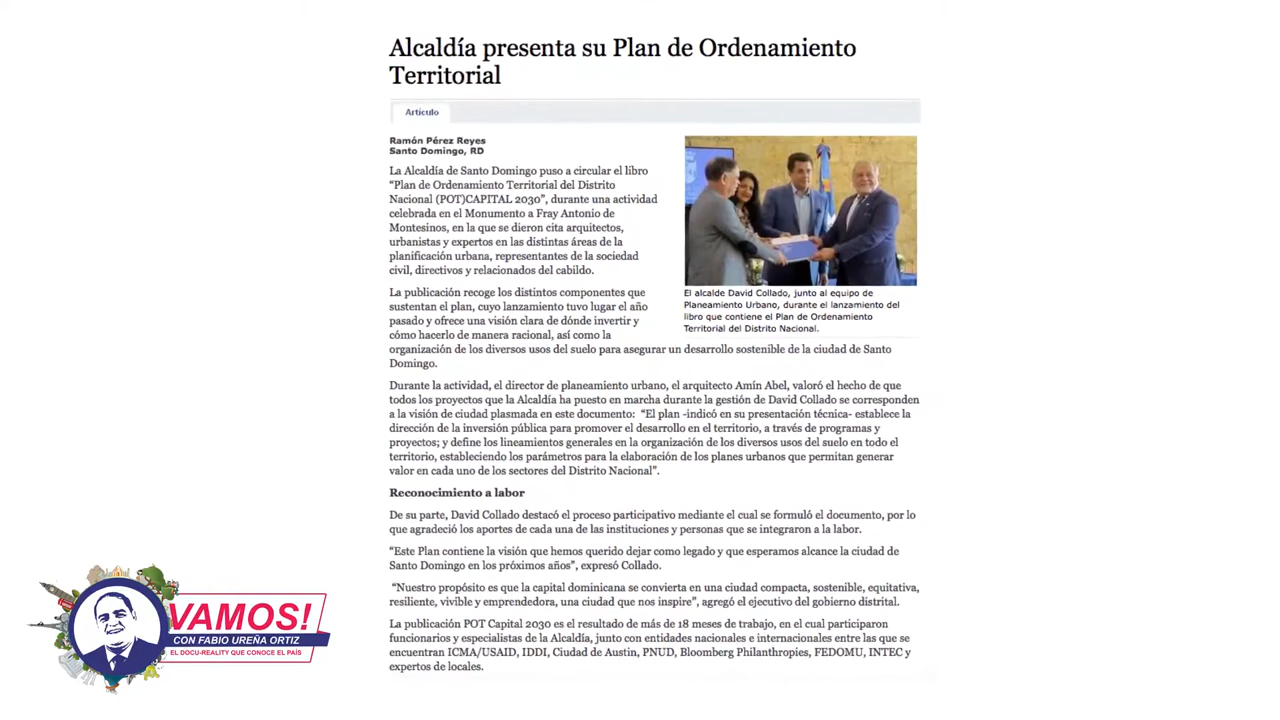 Alcaldía presenta su Plan de Ordenamiento
Territorial
Artículo
Ramón Pérez Reyes
Santo Domingo, RD
La Alcaldía de Santo Domingo puso a circular el libro
“Plan de Ordenamiento Territorial del Distrito
Nacional (POT)CAPITAL 2030”, durante una actividad
celebrada en el Monumento a Fray Antonio de
Montesinos, en la que se dieron cita arquitectos,
urbanistas y expertos en las distintas áreas de la
planificación urbana, representantes de la sociedad
civil, directivos y relacionados del cabildo.
La publicación recoge los distintos componentes que
sustentan el plan, cuyo lanzamiento tuvo lugar el año
pasado y ofrece una visión clara de dónde invertir y
cómo hacerlo de manera racional, así como la
organización de los diversos usos del suelo para asegurar un desarrollo sostenible de la ciudad de Santo
Domingo.
El alcalde David Collado, junto al equipo de
Planeamiento Urbano, durante el lanzamiento del
libro que contiene el Plan de Ordenamiento
Territorial del Distrito Nacional.
Durante la actividad, el director de planeamiento urbano, el arquitecto Amín Abel, valoró el hecho de que
todos los proyectos que la Alcaldía ha puesto en marcha durante la gestión de David Collado se corresponden
a la visión de ciudad plasmada en este documento: “El plan -indicó en su presentación técnica- establece la
dirección de la inversión pública para promover el desarrollo en el territorio, a través de programas y
proyectos; y define los lineamientos generales en la organización de los diversos usos del suelo en todo el
territorio, estableciendo los parámetros para la elaboración de los planes urbanos que permitan generar
valor en cada uno de los sectores del Distrito Nacional”.
Reconocimiento a labor
De su parte, David Collado destacó el proceso participativo mediante el cual se formuló el documento, por lo
que agradeció los aportes de cada una de las instituciones y personas que se integraron a la labor.
“Este Plan contiene la visión que hemos querido dejar como legado y que esperamos alcance la ciudad de
Santo Domingo en los próximos años”, expresó Collado.
“Nuestro propósito es que la capital dominicana se convierta en una ciudad compacta, sostenible, equitativa,
resiliente, vivible y emprendedora, una ciudad que nos inspire”, agregó el ejecutivo del gobierno distrital.
La publicación POT Capital 2030 es el resultado de más de 18 meses de trabajo, en el cual participaron
funcionarios y especialistas de la Alcaldía, junto con entidades nacionales e internacionales entre las que se
encuentran ICMA/USAID, IDDI, Ciudad de Austin, PNUD, Bloomberg Philanthropies, FEDOMU, INTEC y
expertos de locales.
VAMOS!
CON FABIO UREÑA ORTIZ
EL DOCU-REALITY QUE CONOCE EL PAÍS